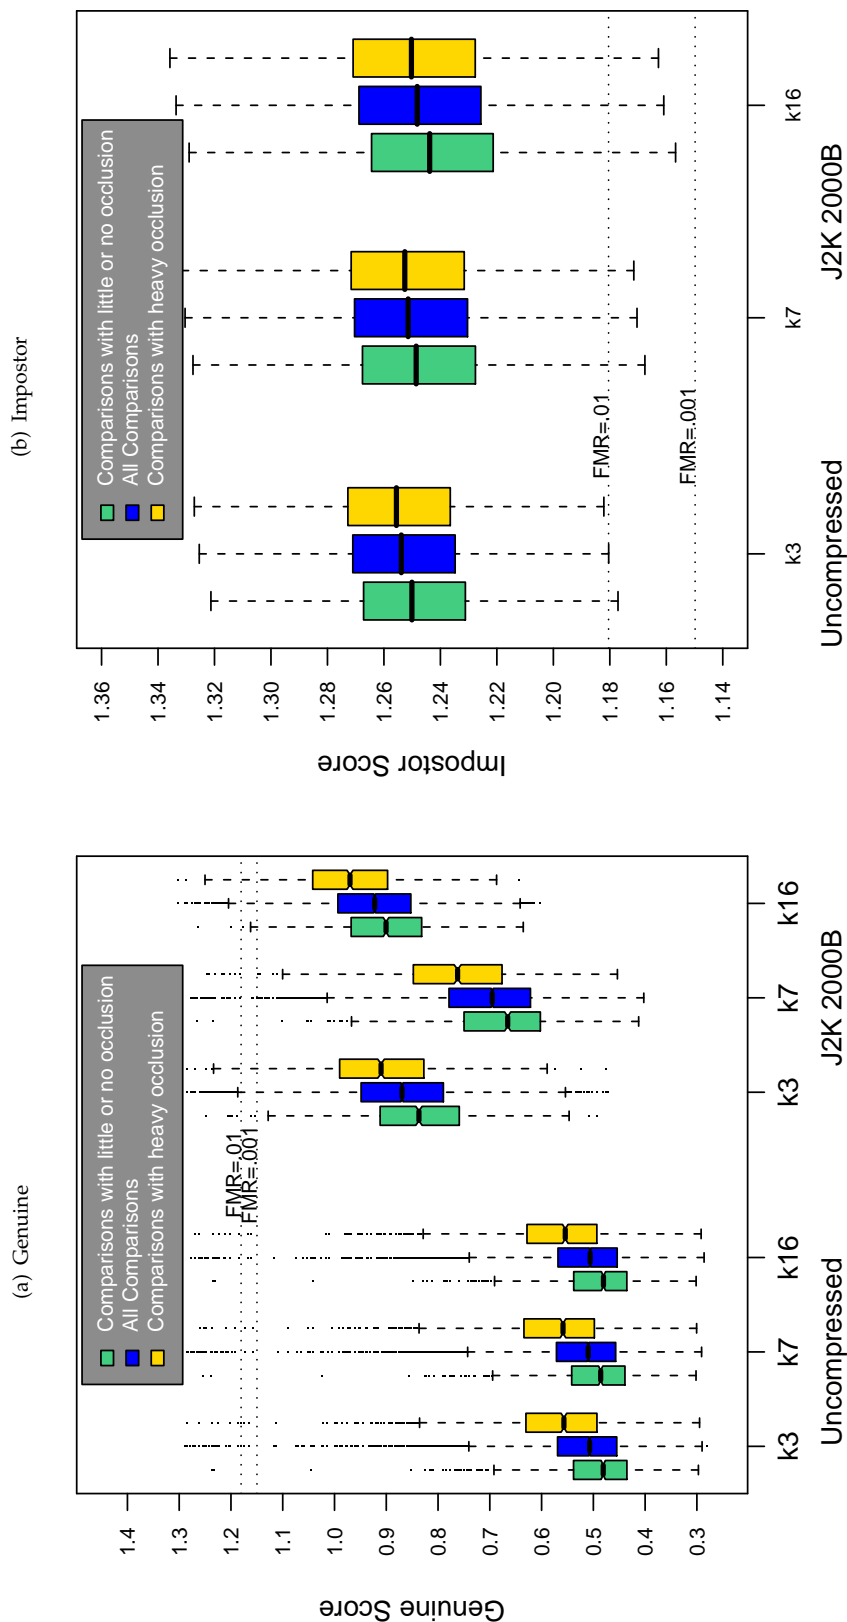 (a) Genuine
Genuine Score
1.4
1.3
1.2
1.1
1.0
0.9
0.8
0.7
0.6
0.5
0.4
0.3
Comparisons with little or no occlusion
All Comparisons
Comparisons with heavy occlusion
FMR=.01
FMR=.001
k3
k7
k16
k3
k7
k16
Uncompressed
J2K 2000B
(b) Impostor
Impostor Score
1.36
1.34
1.32
1.30
1.28
1.26
1.24
1.22
1.20
1.18
1.16
1.14
Comparisons with little or no occlusion
All Comparisons
Comparisons with heavy occlusion
FMR=.01
FMR=.001
k3
k7
k16
Uncompressed
J2K 2000B